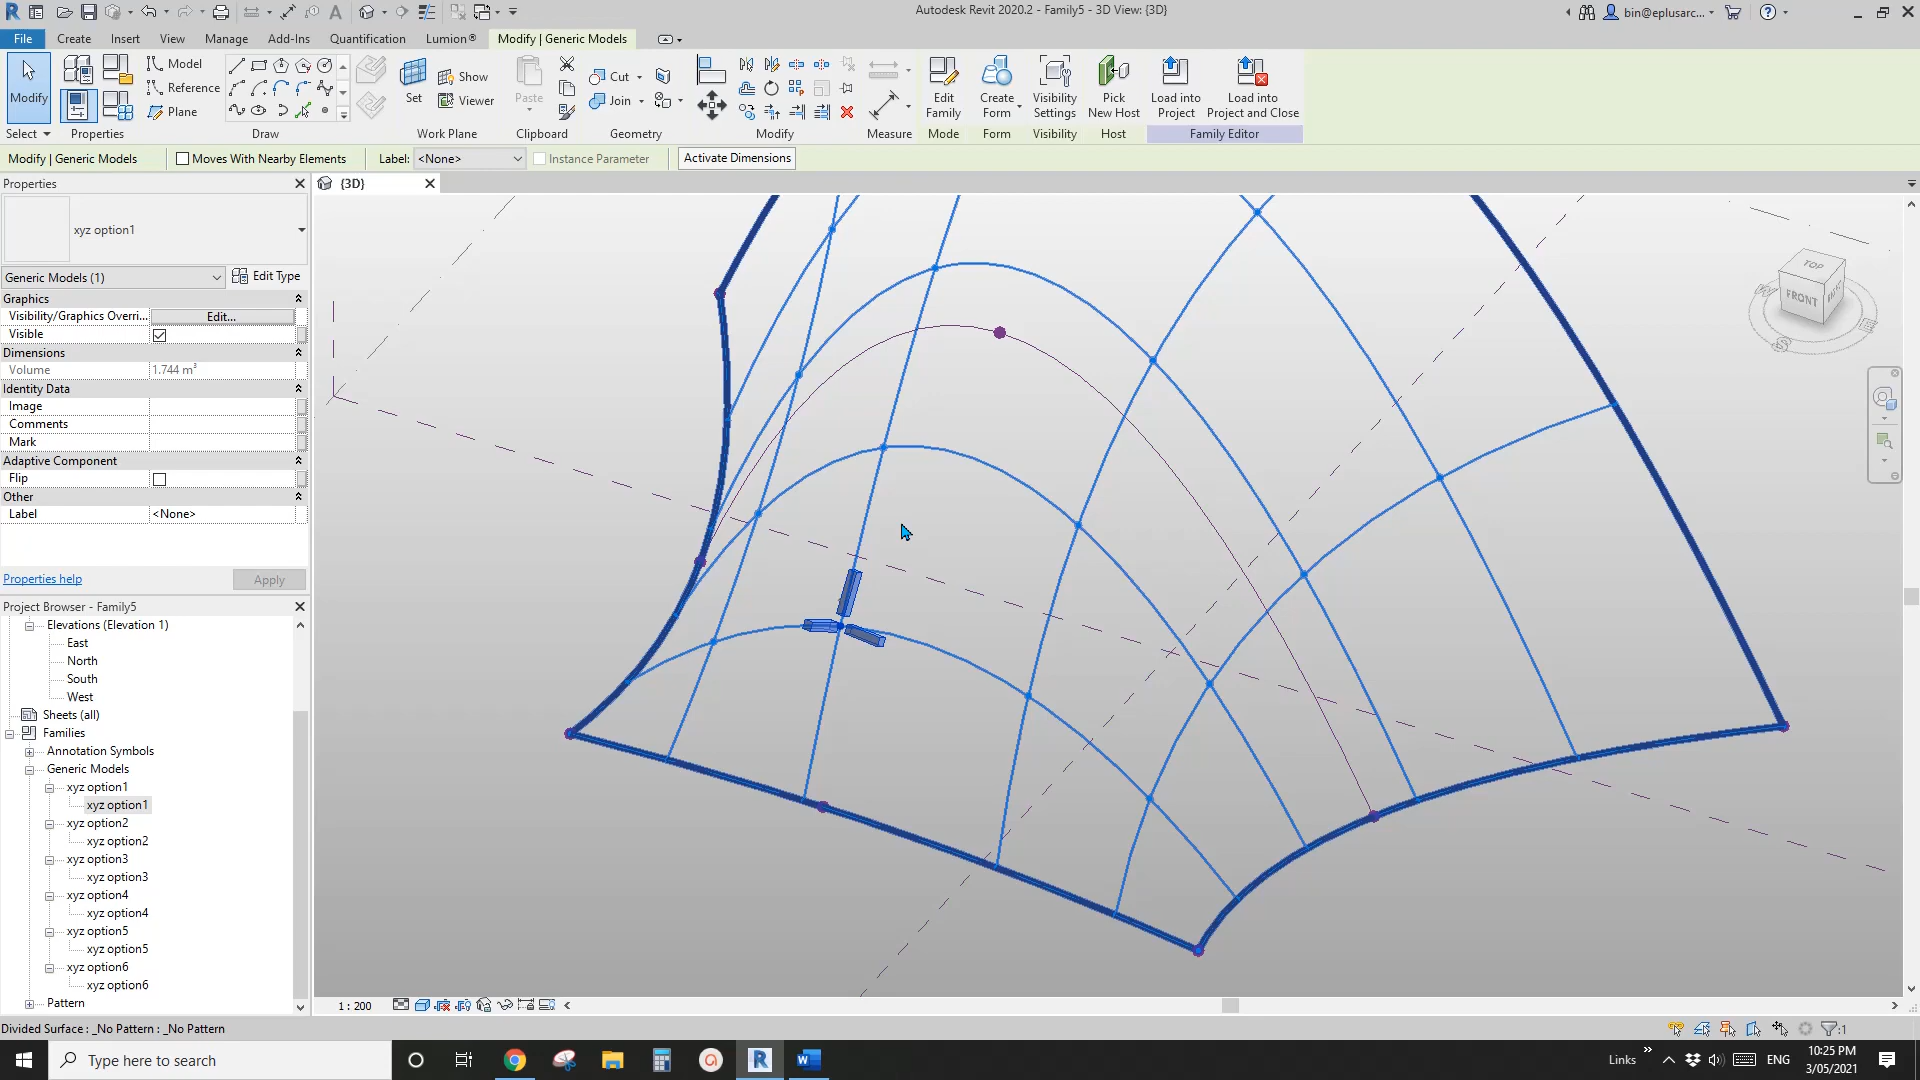 Autodesk Revit 2020.2 - Family5 - 3D View: {3D}
bin@eplusarc...
File Create Insert View Manage Add-Ins Quantification Lumion® Modify | Generic Models
Modify
Select
Properties
Model
Reference
Plane
Draw
Set
Show
Viewer
Work Plane
Paste
Clipboard
Cut
Join
Geometry
Modify
Measure
Edit
Family
Mode
Create
Form
Form
Visibility
Settings
Visibility
Pick
New Host
Host
Load into
Project
Load into
Project and Close
Family Editor
Modify | Generic Models
Moves With Nearby Elements
Label: <None>
Instance Parameter
Activate Dimensions
Properties
xyz option1
Generic Models (1)
Edit Type
Graphics
Visibility/Graphics Overri... Edit...
Visible
Dimensions
Volume 1.744 m³
Identity Data
Image
Comments
Mark
Adaptive Component
Flip
Other
Label <None>
Properties help
Apply
Project Browser - Family5
Elevations (Elevation 1)
East
North
South
West
Sheets (all)
Families
Annotation Symbols
Generic Models
xyz option1
xyz option1
xyz option2
xyz option2
xyz option3
xyz option3
xyz option4
xyz option4
xyz option5
xyz option5
xyz option6
xyz option6
Pattern
{3D}
TOP
FRONT
W
S
E
1 : 200
Divided Surface : _No Pattern : _No Pattern
:1
Type here to search
Links
ENG
10:25 PM
3/05/2021